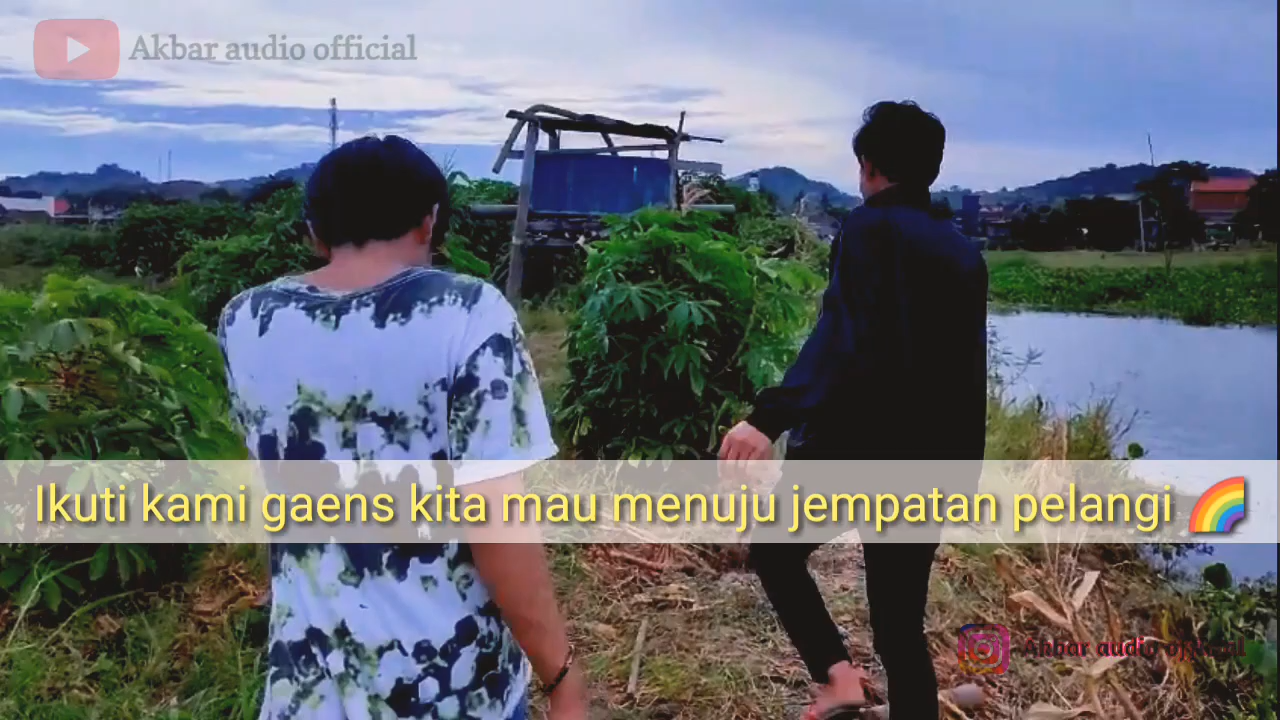 Akbar audio official
Ikuti kami gaens kita mau menuju jempatan pelangi 🌈
Akbar audio official